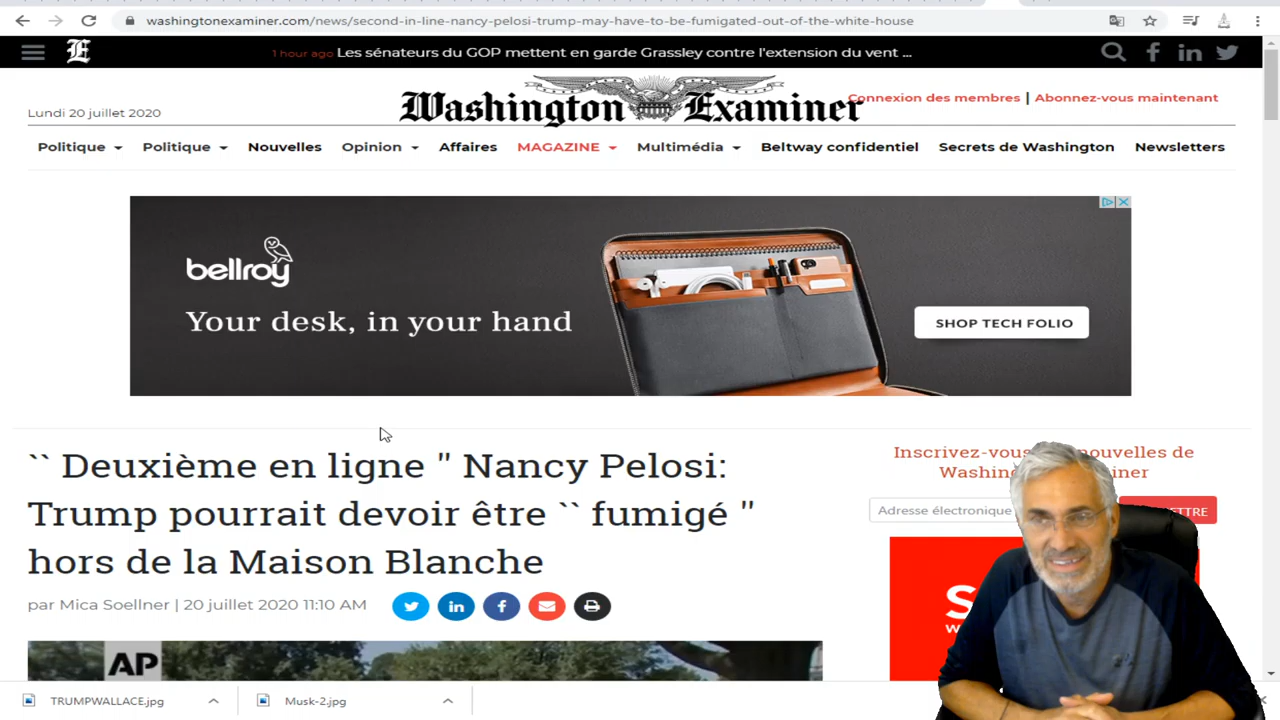 washingtonexaminer.com/news/second-in-line-nancy-pelosi-trump-may-have-to-be-fumigated-out-of-the-white-house
E 1 hour ago Les sénateurs du GOP mettent en garde Grassley contre l'extension du vent ...
Washington Examiner
Connexion des membres | Abonnez-vous maintenant
Lundi 20 juillet 2020
Politique Politique Nouvelles Opinion Affaires MAGAZINE Multimédia Beltway confidentiel Secrets de Washington Newsletters
bellroy
Your desk, in your hand
SHOP TECH FOLIO
`` Deuxième en ligne '' Nancy Pelosi:
Trump pourrait devoir être `` fumigé ''
hors de la Maison Blanche
par Mica Soellner | 20 juillet 2020 11:10 AM
Adresse électronique
AP
TRUMPWALLACE.jpg
Musk-2.jpg